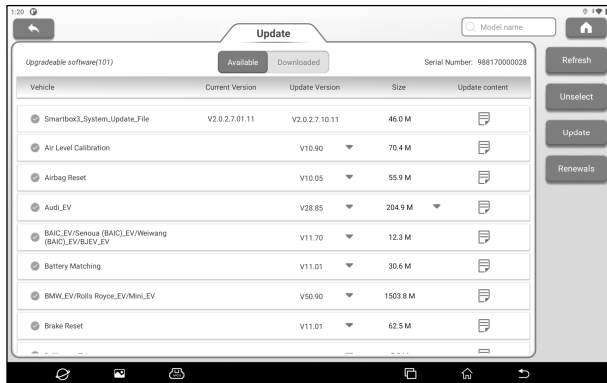 1:20
Update
Model name
Upgradeable software(101)
Available
Downloaded
Serial Number: 988170000028
Refresh
Vehicle
Current Version
Update Version
Size
Update content
Unselect
Smartbox3_System_Update_File
V2.0.2.7.01.11
V2.0.2.7.10.11
46.0 M
Update
Air Level Calibration
V10.90
70.4 M
Renewals
Airbag Reset
V10.05
55.9 M
Audi_EV
V28.85
204.9 M
BAIC_EV/Senoua (BAIC)_EV/Weiwang
(BAIC)_EV/BJEV_EV
V11.70
12.3 M
Battery Matching
V11.01
30.6 M
BMW_EV/Rolls Royce_EV/Mini_EV
V50.90
1503.8 M
Brake Reset
V11.01
62.5 M